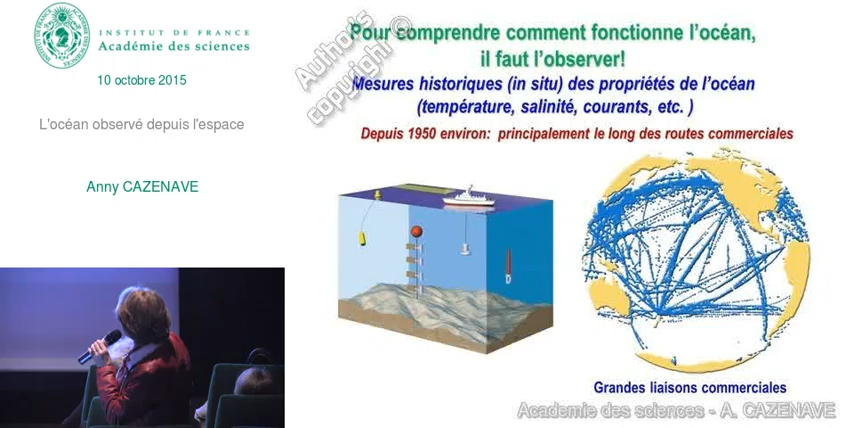 INSTITUT DE FRANCE
Académie des sciences
10 octobre 2015
L'océan observé depuis l'espace
Anny CAZENAVE
Author's
copyright ©
Pour comprendre comment fonctionne l'océan,
il faut l'observer!
Mesures historiques (in situ) des propriétés de l'océan
(température, salinité, courants, etc. )
Depuis 1950 environ: principalement le long des routes commerciales
Grandes liaisons commerciales
Academie des sciences - A. CAZENAVE